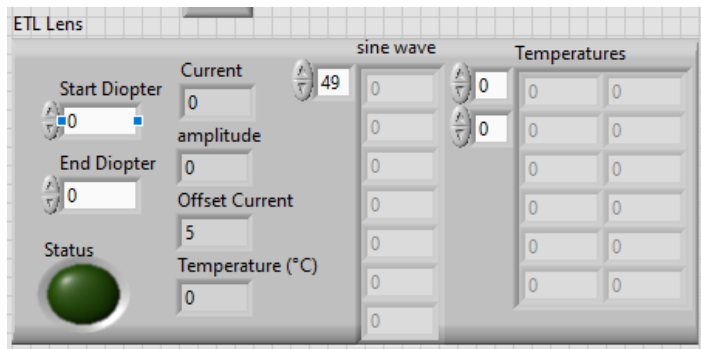 ETL Lens
sine wave
Temperatures
Start Diopter
0
End Diopter
0
Status
Current
0
amplitude
0
Offset Current
5
Temperature (°C)
0
49
0
0
0
0
0
0
0
0
0
0 0
0 0
0 0
0 0
0 0
0 0